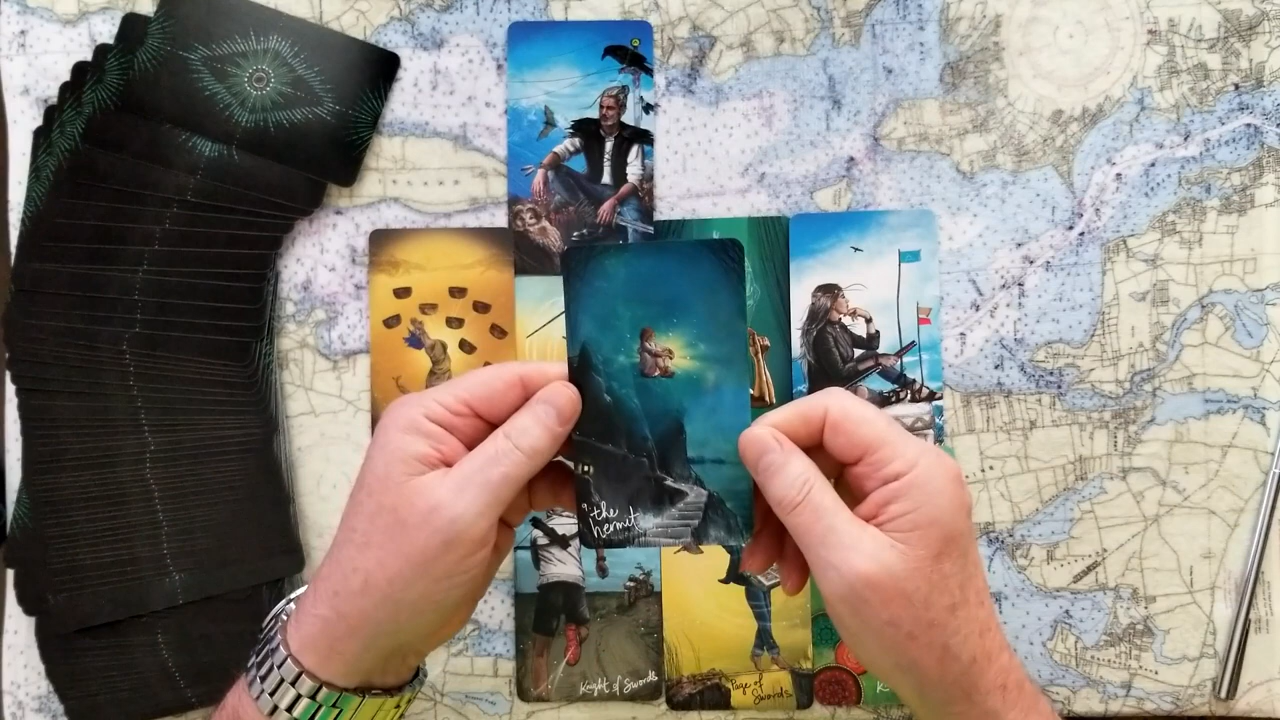 9. the
hermit
Knight of Swords
Page of
Swords
K